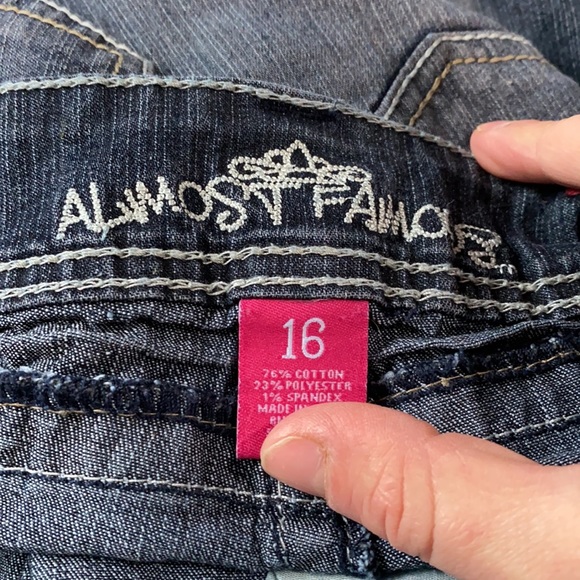 ALMOST FAMOUS
16
76% COTTON
23% POLYESTER
1% SPANDEX
MADE IN